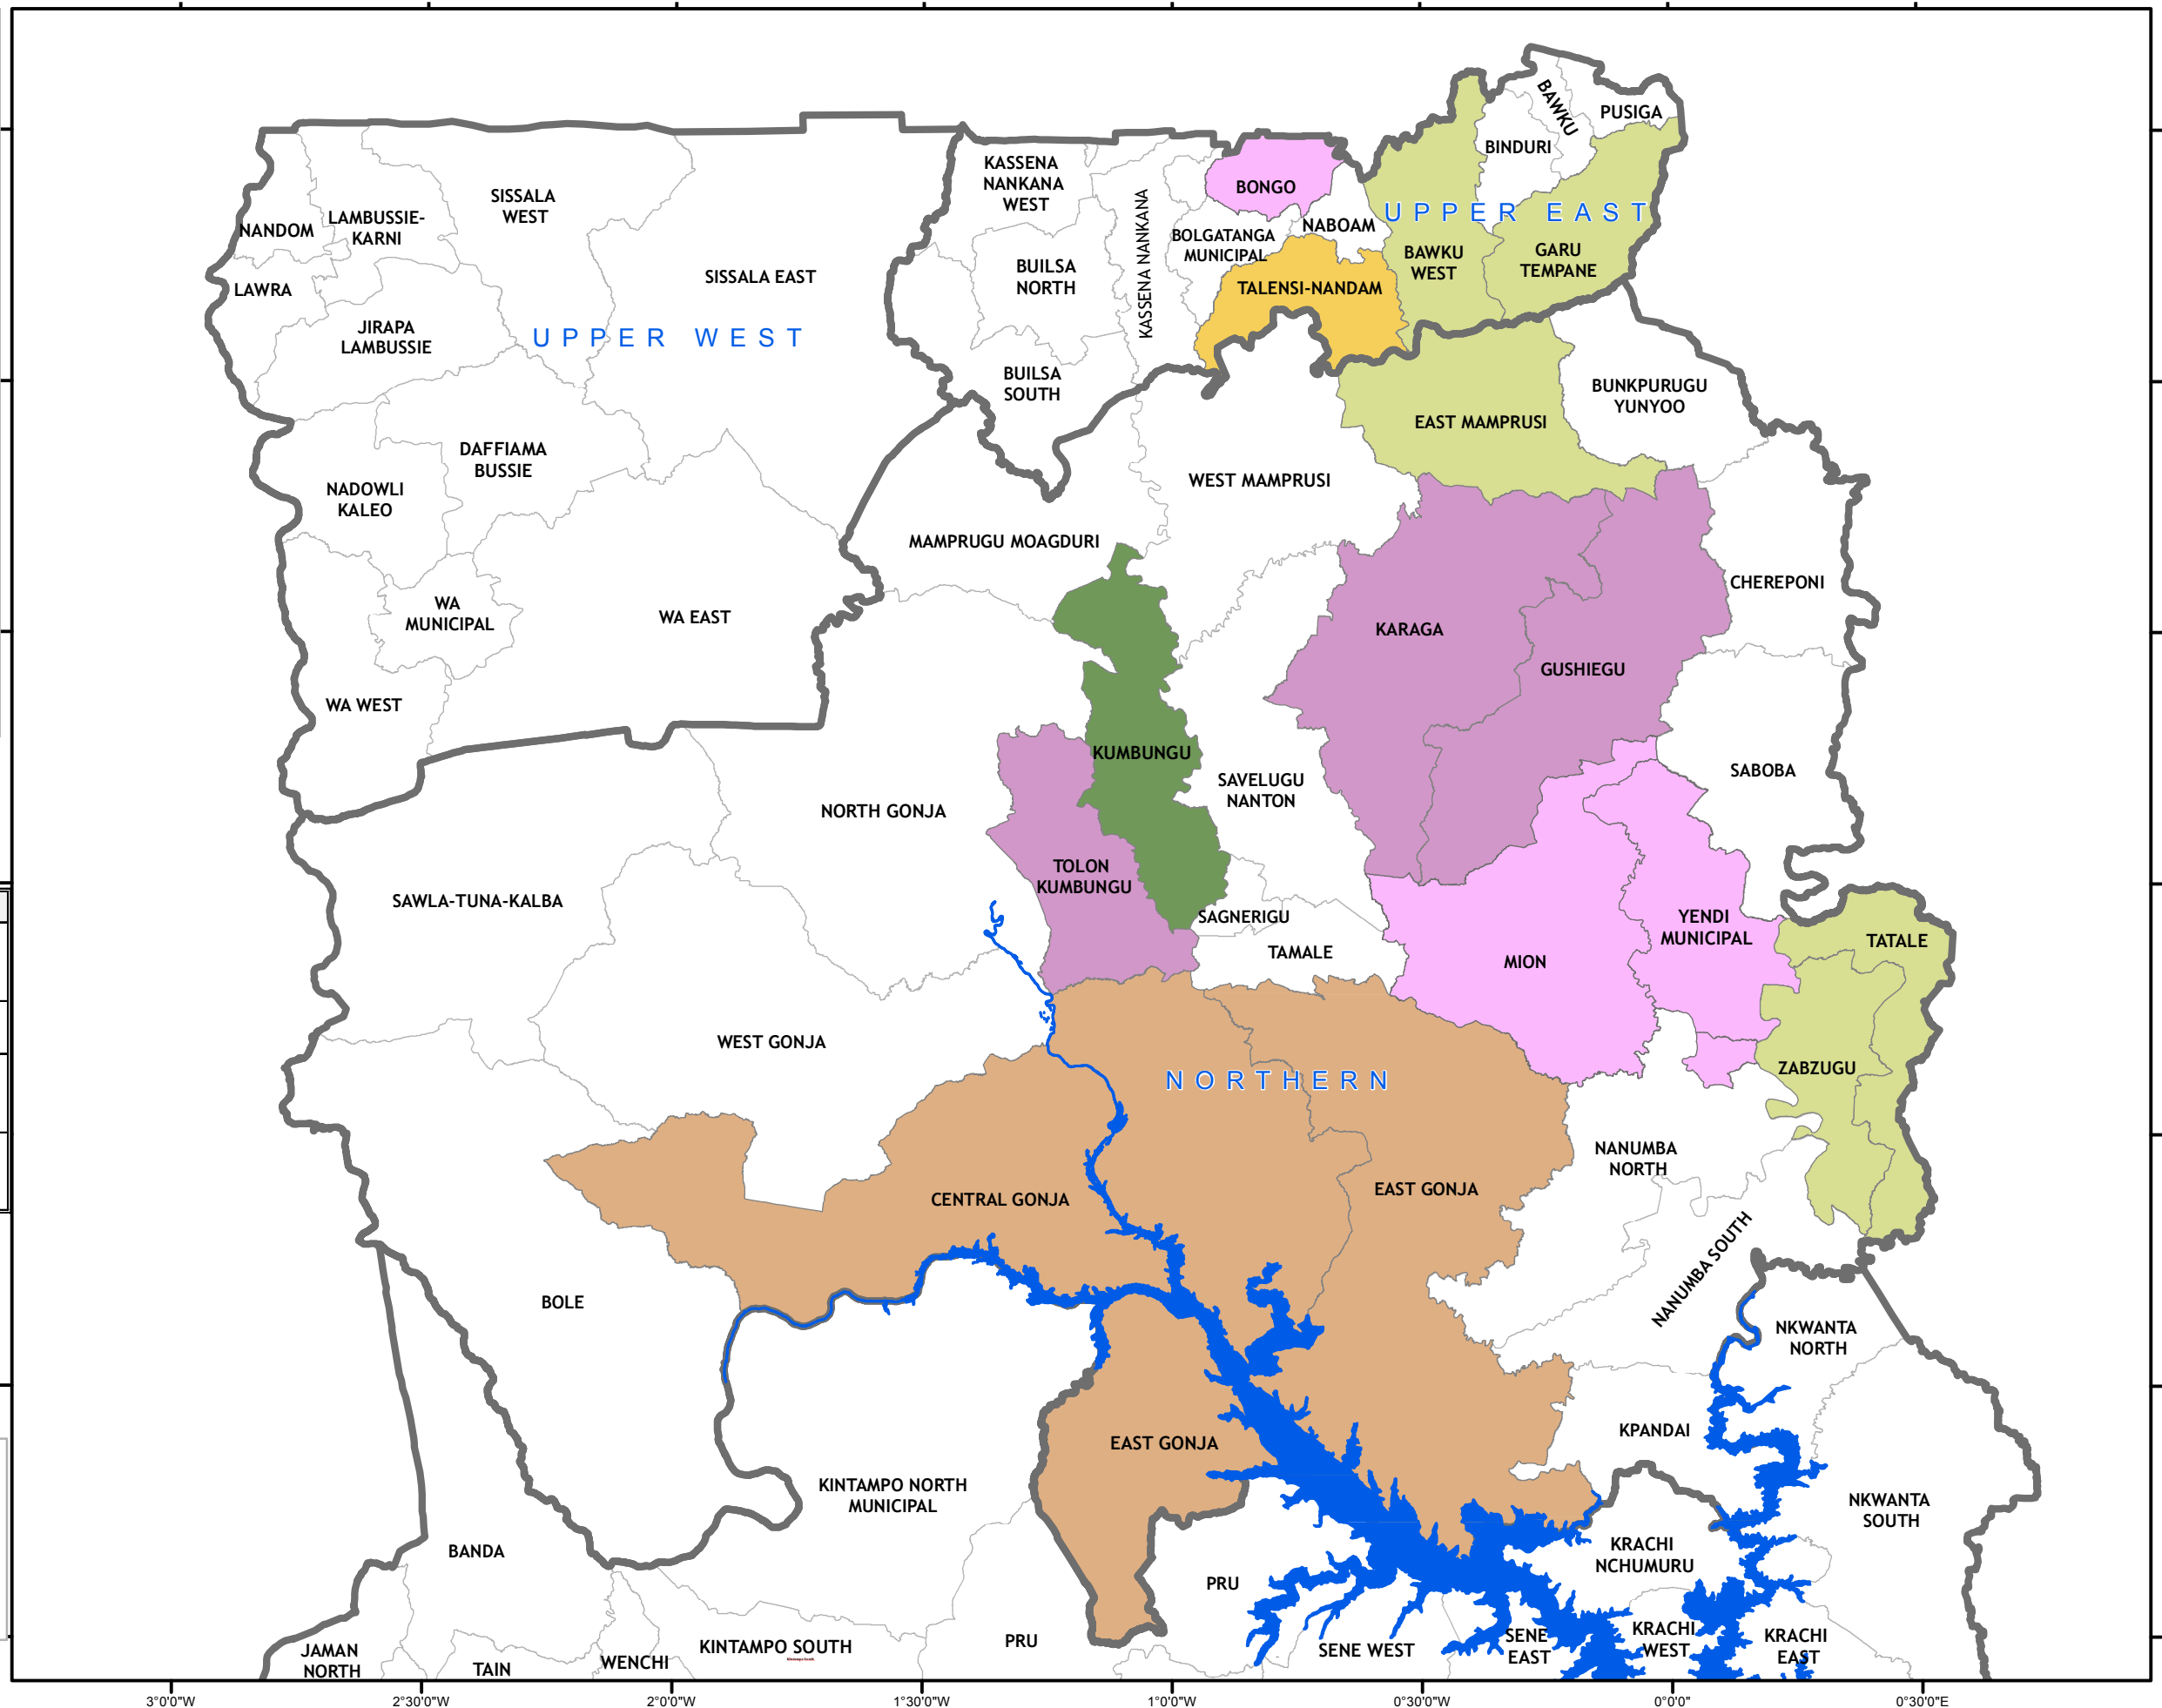 BAWKU
PUSIGA
BINDURI
KASSENA
NANKANA
WEST
BONGO
SISSALA
WEST
UPPER EAST
LAMBUSSIE-
KARNI
NANDOM
KASSENA NANKANA
NABOAM
BOLGATANGA
MUNICIPAL
BAWKU
WEST
GARU
TEMPANE
SISSALA EAST
BUILSA
NORTH
LAWRA
TALENSI-NANDAM
JIRAPA
LAMBUSSIE
UPPER WEST
BUILSA
SOUTH
BUNKPURUGU
YUNYOO
EAST MAMPRUSI
DAFFIAMA
BUSSIE
WEST MAMPRUSI
NADOWLI
KALEO
MAMPRUGU MOAGDURI
CHEREPONI
WA
MUNICIPAL
WA EAST
KARAGA
GUSHIEGU
WA WEST
KUMBUNGU
SABOBA
SAVELUGU
NANTON
NORTH GONJA
TOLON
KUMBUNGU
SAWLA-TUNA-KALBA
SAGNERIGU
YENDI
MUNICIPAL
TATALE
TAMALE
MION
WEST GONJA
ZABZUGU
NORTHERN
NANUMBA
NORTH
EAST GONJA
CENTRAL GONJA
NANUMBA SOUTH
BOLE
NKWANTA
NORTH
KPANDAI
EAST GONJA
KINTAMPO NORTH
MUNICIPAL
NKWANTA
SOUTH
BANDA
KRACHI
NCHUMURU
PRU
PRU
KINTAMPO SOUTH
Kintampo South
SENE WEST
SENE
EAST
KRACHI
WEST
KRACHI
EAST
JAMAN
NORTH
TAIN
WENCHI
3°0'0"W
2°30'0"W
2°0'0"W
1°30'0"W
1°0'0"W
0°30'0"W
0°0'0"
0°30'0"E